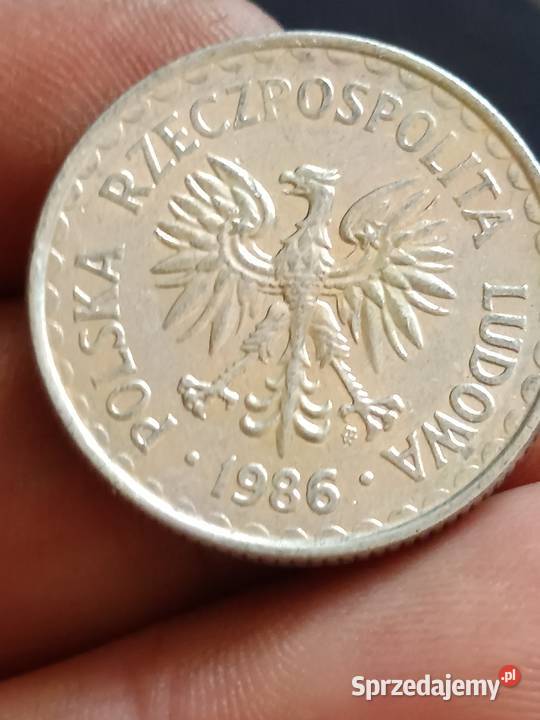 POLSKA RZECZPOSPOLITA LUDOWA
· 1986 ·
Sprzedajemy.pl